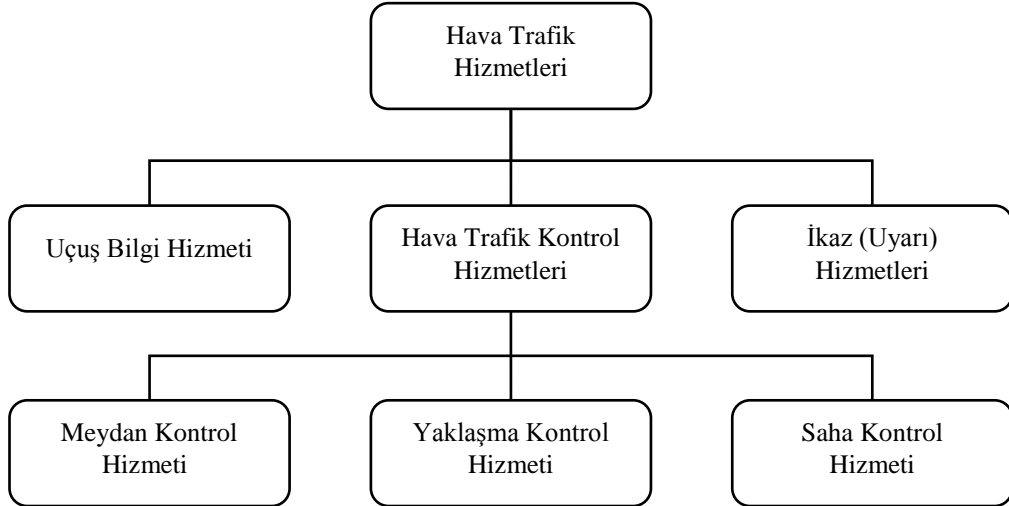 Hava Trafik
Hizmetleri
Uçuş Bilgi Hizmeti
Hava Trafik Kontrol
Hizmetleri
İkaz (Uyarı)
Hizmetleri
Meydan Kontrol
Hizmeti
Yaklaşma Kontrol
Hizmeti
Saha Kontrol
Hizmeti